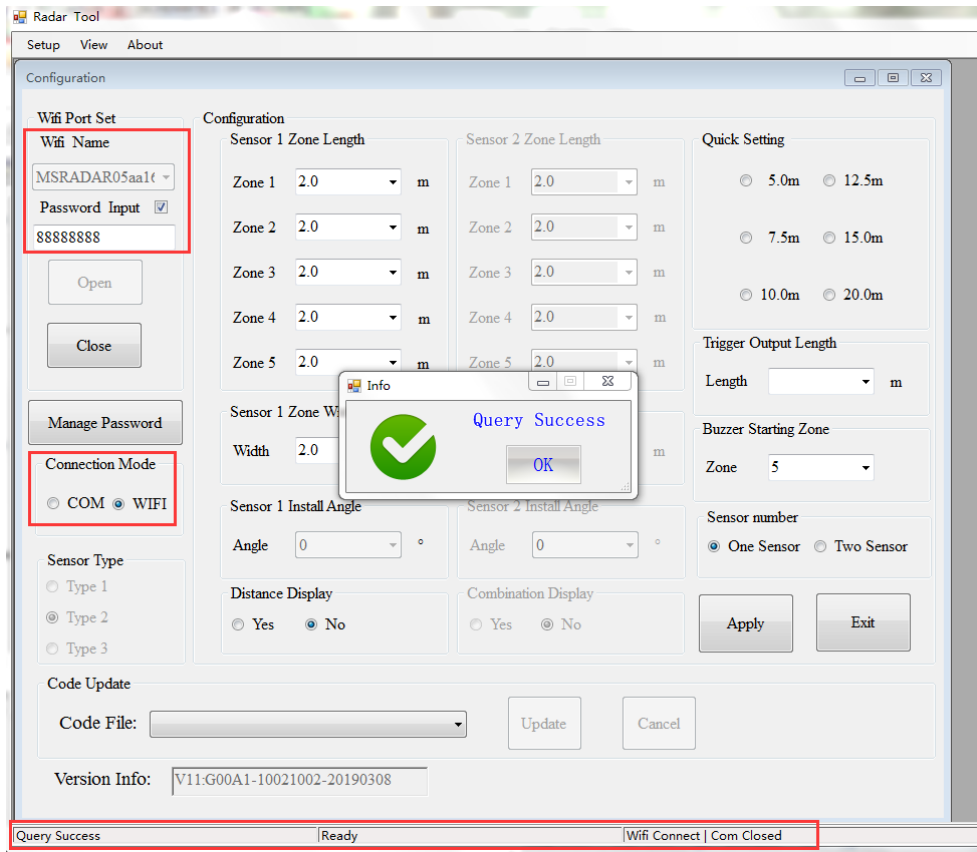 Radar Tool
Setup View About
Configuration
Wifi Port Set
Wifi Name
MSRADAR05aa16
Password Input
88888888
Open
Close
Manage Password
Connection Mode
COM WIFI
Sensor Type
Type 1
Type 2
Type 3
Configuration
Sensor 1 Zone Length
Zone 1 2.0 m
Zone 2 2.0 m
Zone 3 2.0 m
Zone 4 2.0 m
Zone 5 2.0 m
Sensor 2 Zone Length
Zone 1 2.0 m
Zone 2 2.0 m
Zone 3 2.0 m
Zone 4 2.0 m
Zone 5 2.0 m
Sensor 1 Zone
Width 2.0
m
Info
Query Success
OK
Sensor 1 Install Angle
Angle 0 °
Sensor 2 Install Angle
Angle 0 °
Distance Display
Yes No
Combination Display
Yes No
Quick Setting
5.0m 12.5m
7.5m 15.0m
10.0m 20.0m
Trigger Output Length
Length m
Buzzer Starting Zone
Zone 5
Sensor number
One Sensor Two Sensor
Apply Exit
Code Update
Code File: Update Cancel
Version Info: V11:G00A1-10021002-20190308
Query Success Ready Wifi Connect | Com Closed